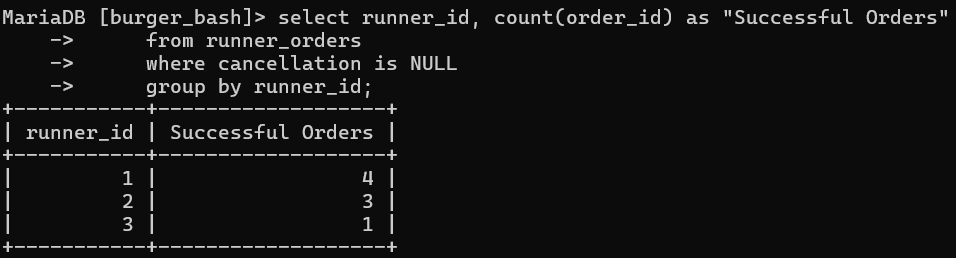 MariaDB [burger_bash]> select runner_id, count(order_id) as "Successful Orders"
    ->      from runner_orders
    ->      where cancellation is NULL
    ->      group by runner_id;
+-----------+-------------------+
| runner_id | Successful Orders |
+-----------+-------------------+
|         1 |                 4 |
|         2 |                 3 |
|         3 |                 1 |
+-----------+-------------------+